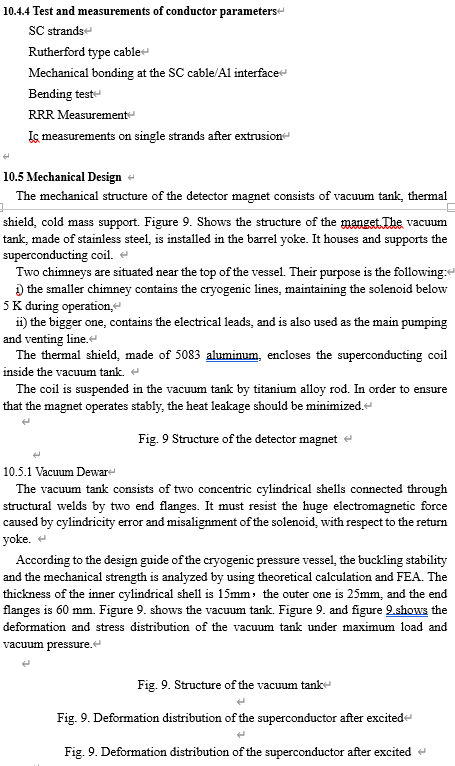 10.4.4 Test and measurements of conductor parameters
SC strands
Rutherford type cable
Mechanical bonding at the SC cable/Al interface
Bending test
RRR Measurement
Ic measurements on single strands after extrusion
10.5 Mechanical Design
The mechanical structure of the detector magnet consists of vacuum tank, thermal
shield, cold mass support. Figure 9. Shows the structure of the manget.The vacuum
tank, made of stainless steel, is installed in the barrel yoke. It houses and supports the
superconducting coil.
Two chimneys are situated near the top of the vessel. Their purpose is the following:
i) the smaller chimney contains the cryogenic lines, maintaining the solenoid below
5 K during operation,
ii) the bigger one, contains the electrical leads, and is also used as the main pumping
and venting line.
The thermal shield, made of 5083 aluminum, encloses the superconducting coil
inside the vacuum tank.
The coil is suspended in the vacuum tank by titanium alloy rod. In order to ensure
that the magnet operates stably, the heat leakage should be minimized.
Fig. 9 Structure of the detector magnet
10.5.1 Vacuum Dewar
The vacuum tank consists of two concentric cylindrical shells connected through
structural welds by two end flanges. It must resist the huge electromagnetic force
caused by cylindricity error and misalignment of the solenoid, with respect to the return
yoke.
According to the design guide of the cryogenic pressure vessel, the buckling stability
and the mechanical strength is analyzed by using theoretical calculation and FEA. The
thickness of the inner cylindrical shell is 15mm，the outer one is 25mm, and the end
flanges is 60 mm. Figure 9. shows the vacuum tank. Figure 9. and figure 9.shows the
deformation and stress distribution of the vacuum tank under maximum load and
vacuum pressure.
Fig. 9. Structure of the vacuum tank
Fig. 9. Deformation distribution of the superconductor after excited
Fig. 9. Deformation distribution of the superconductor after excited